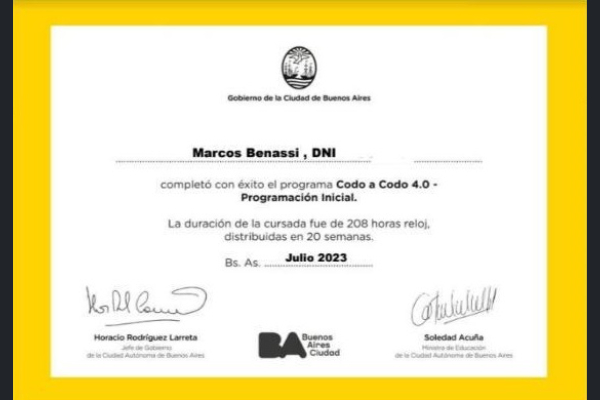 Gobierno de la Ciudad de Buenos Aires
Marcos Benassi , DNI
completó con éxito el programa Codo a Codo 4.0 -
Programación Inicial.
La duración de la cursada fue de 208 horas reloj,
distribuidas en 20 semanas.
Bs. As. Julio 2023
Horacio Rodríguez Larreta
Jefe de Gobierno
de la Ciudad Autónoma de Buenos Aires
BA Buenos
Aires
Ciudad
Soledad Acuña
Ministra de Educación
de la Ciudad Autónoma de Buenos Aires